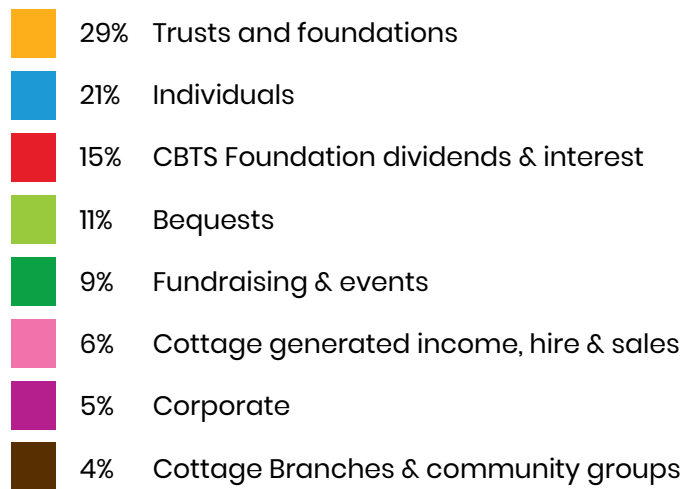 29% Trusts and foundations
21% Individuals
15% CBTS Foundation dividends & interest
11% Bequests
9% Fundraising & events
6% Cottage generated income, hire & sales
5% Corporate
4% Cottage Branches & community groups